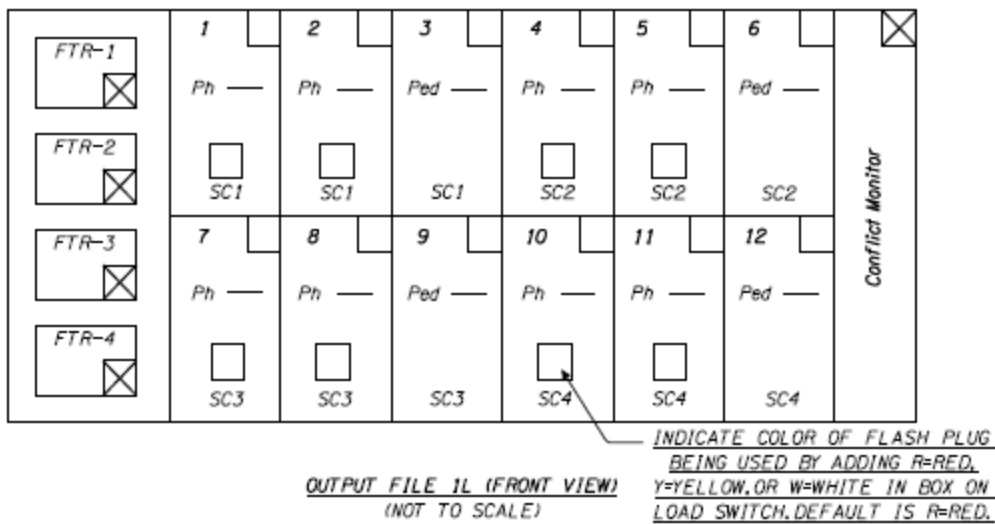 FTR-1
FTR-2
FTR-3
FTR-4
1 2 3 4 5 6
Ph Ph Ped Ph Ph Ped
SC1 SC1 SC1 SC2 SC2 SC2
7 8 9 10 11 12
Ph Ph Ped Ph Ph Ped
SC3 SC3 SC3 SC4 SC4 SC4
Conflict Monitor
INDICATE COLOR OF FLASH PLUG
BEING USED BY ADDING R=RED,
Y=YELLOW,OR W=WHITE IN BOX ON
LOAD SWITCH.DEFAULT IS R=RED.
OUTPUT FILE 1L (FRONT VIEW)
(NOT TO SCALE)